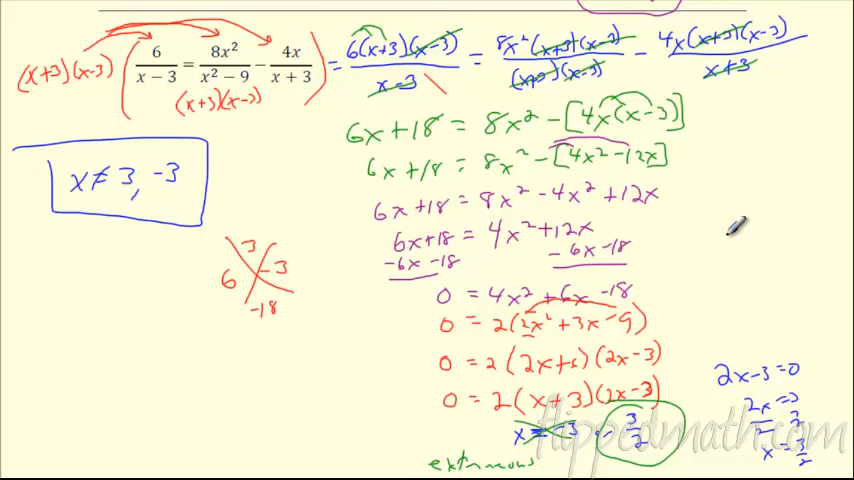 (x+3)(x-3) ( 6/(x-3) = 8x²/(x²-9) - 4x/(x+3) ) = 6(x+3)(x-3)/(x-3) = 8x²(x+3)(x-3)/((x+3)(x-3)) - 4x(x+3)(x-3)/(x+3)
(x+3)(x-3)
6x+18 = 8x² - [4x(x-3)]
6x+18 = 8x² - [4x²-12x]
x≠3, -3
6x+18 = 8x² - 4x² + 12x
6x+18 = 4x²+12x
-6x -18 -6x -18
3
6 -3
-18
0 = 4x² + 6x - 18
0 = 2(2x² + 3x - 9)
0 = 2(2x+6)(2x-3)
0 = 2(x+3)(2x-3)
x = -3, 3/2
extraneous
2x-3=0
2x=3
2 2
x = 3/2
flippedmath.com